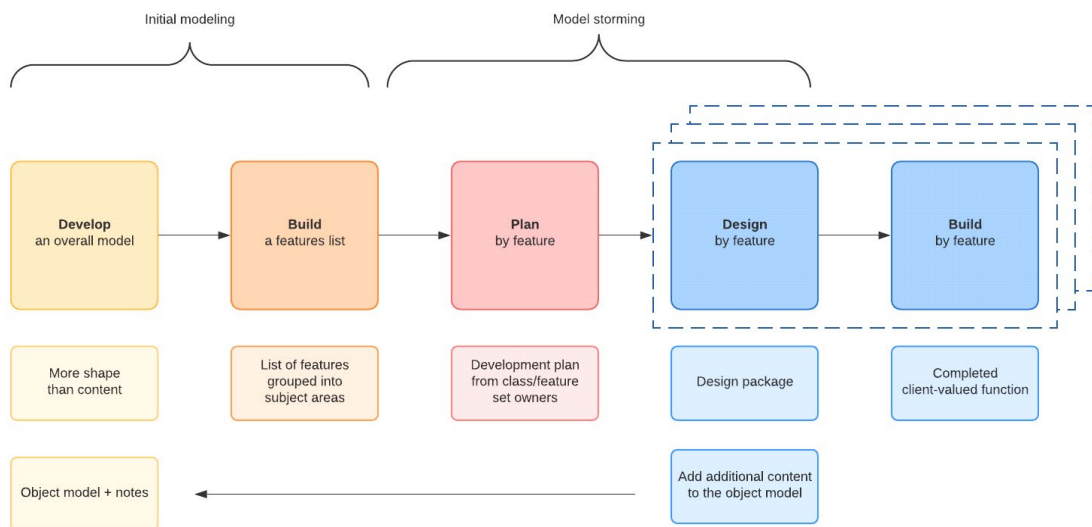 Initial modeling
Model storming
Develop
an overall model
Build
a features list
Plan
by feature
Design
by feature
Build
by feature
More shape
than content
List of features
grouped into
subject areas
Development plan
from class/feature
set owners
Design package
Completed
client-valued function
Object model + notes
Add additional content
to the object model